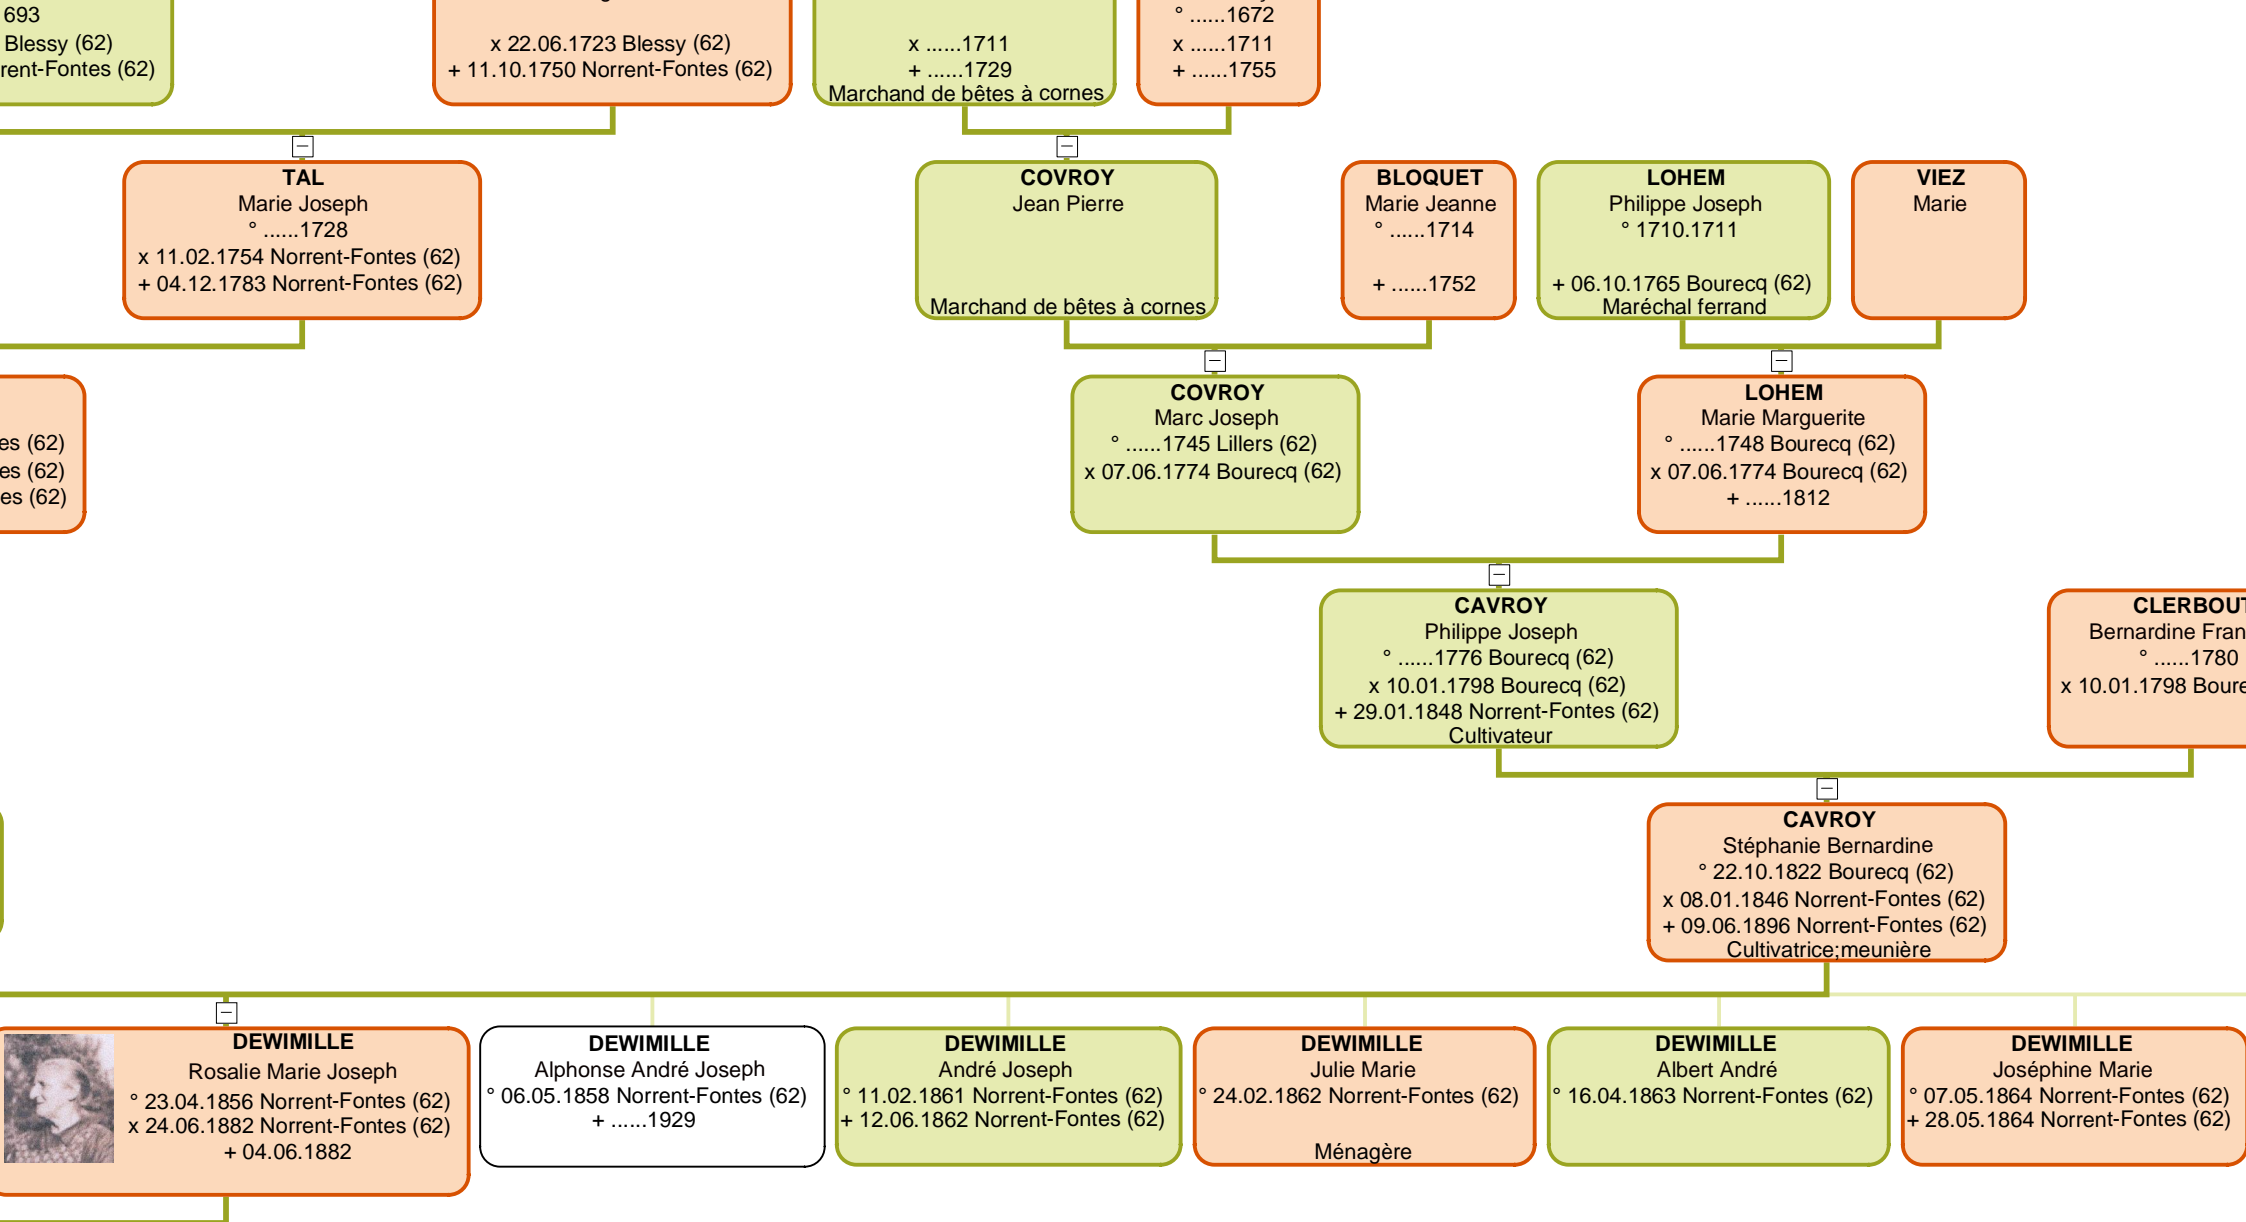 693
Blessy (62)
rent-Fontes (62)
x 22.06.1723 Blessy (62)
+ 11.10.1750 Norrent-Fontes (62)
x ......1711
+ ......1729
Marchand de bêtes à cornes
° ......1672
x ......1711
+ ......1755
TAL
Marie Joseph
° ......1728
x 11.02.1754 Norrent-Fontes (62)
+ 04.12.1783 Norrent-Fontes (62)
COVROY
Jean Pierre
Marchand de bêtes à cornes
BLOQUET
Marie Jeanne
° ......1714
+ ......1752
LOHEM
Philippe Joseph
° 1710.1711
+ 06.10.1765 Bourecq (62)
Maréchal ferrand
VIEZ
Marie
es (62)
es (62)
es (62)
COVROY
Marc Joseph
° ......1745 Lillers (62)
x 07.06.1774 Bourecq (62)
LOHEM
Marie Marguerite
° ......1748 Bourecq (62)
x 07.06.1774 Bourecq (62)
+ ......1812
CAVROY
Philippe Joseph
° ......1776 Bourecq (62)
x 10.01.1798 Bourecq (62)
+ 29.01.1848 Norrent-Fontes (62)
Cultivateur
CLERBOUT
Bernardine Fran
° ......1780
x 10.01.1798 Boure
CAVROY
Stéphanie Bernardine
° 22.10.1822 Bourecq (62)
x 08.01.1846 Norrent-Fontes (62)
+ 09.06.1896 Norrent-Fontes (62)
Cultivatrice;meunière
DEWIMILLE
Rosalie Marie Joseph
° 23.04.1856 Norrent-Fontes (62)
x 24.06.1882 Norrent-Fontes (62)
+ 04.06.1882
DEWIMILLE
Alphonse André Joseph
° 06.05.1858 Norrent-Fontes (62)
+ ......1929
DEWIMILLE
André Joseph
° 11.02.1861 Norrent-Fontes (62)
+ 12.06.1862 Norrent-Fontes (62)
DEWIMILLE
Julie Marie
° 24.02.1862 Norrent-Fontes (62)
Ménagère
DEWIMILLE
Albert André
° 16.04.1863 Norrent-Fontes (62)
DEWIMILLE
Joséphine Marie
° 07.05.1864 Norrent-Fontes (62)
+ 28.05.1864 Norrent-Fontes (62)